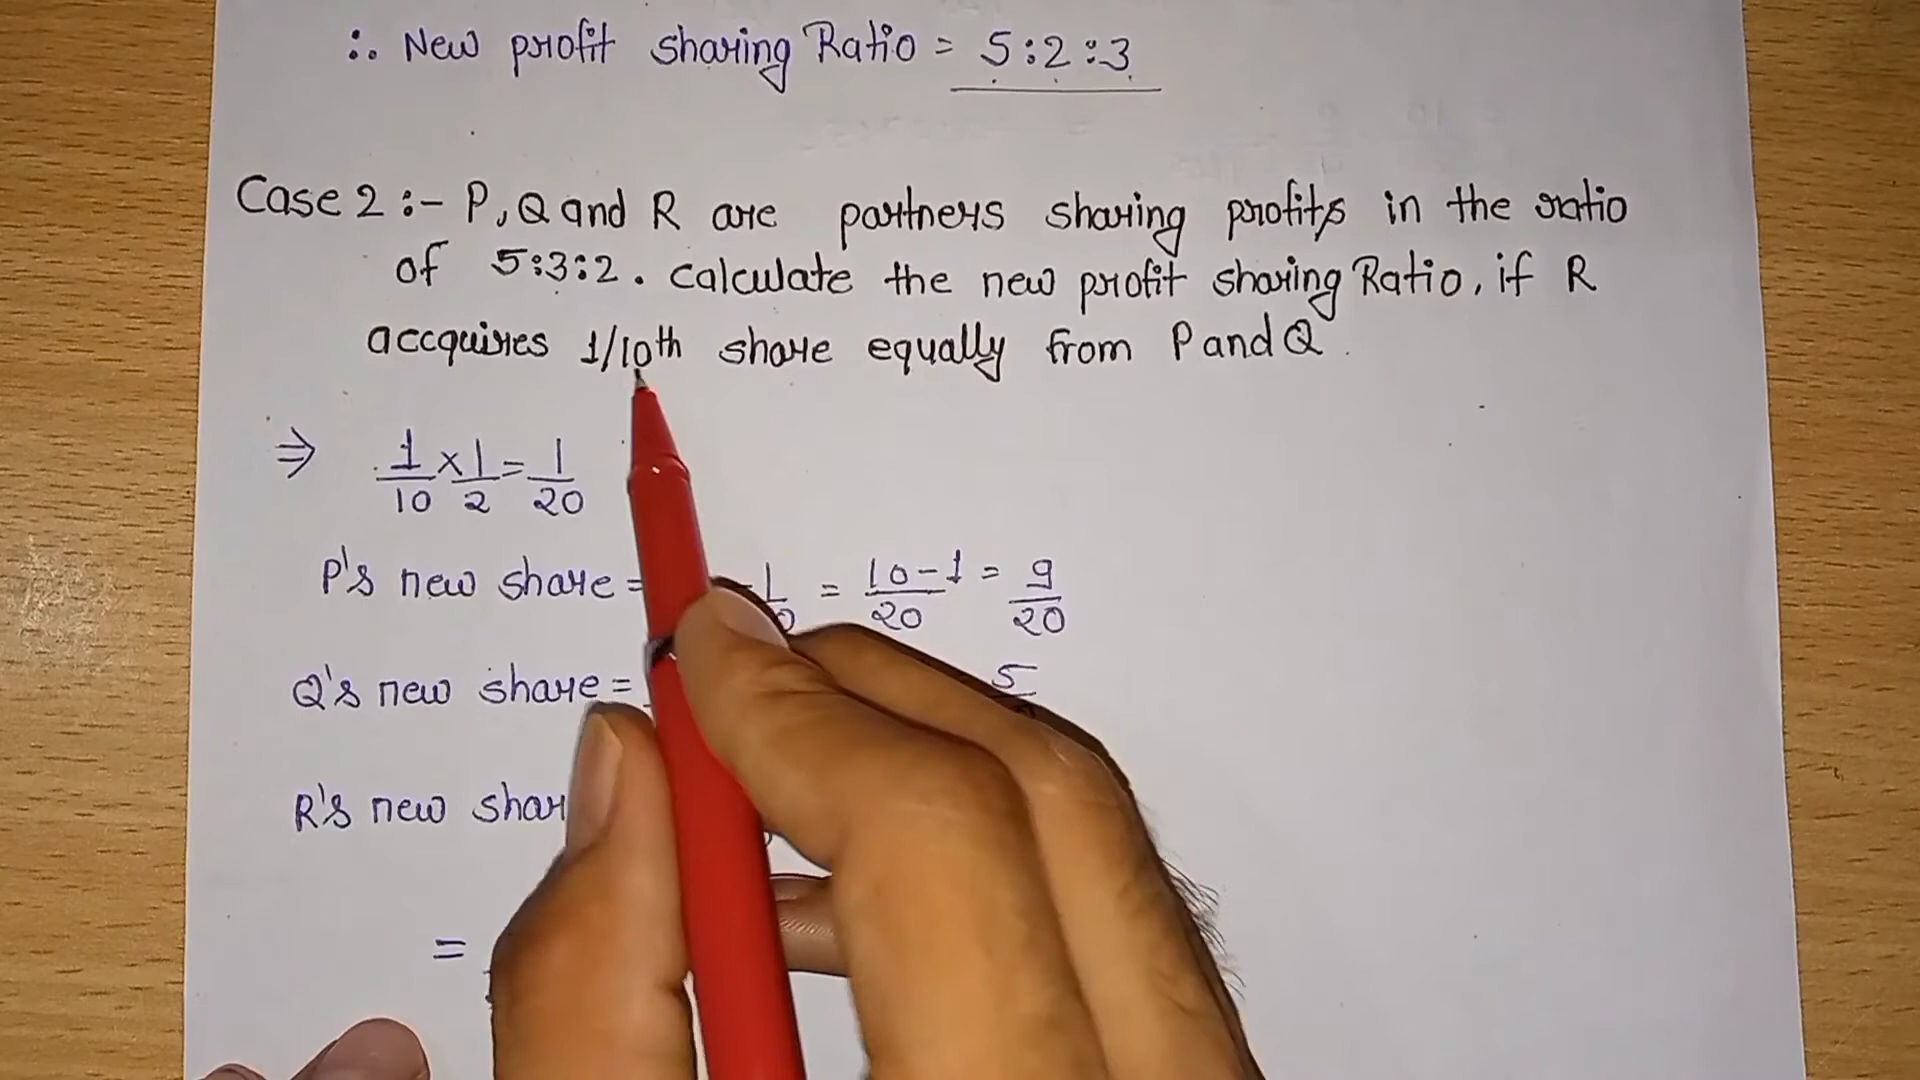 ∴ New profit sharing Ratio = 5:2:3
Case 2 :- P, Q and R are partners sharing profits in the ratio
of 5:3:2. Calculate the new profit sharing Ratio, if R
accquires 1/10th share equally from P and Q.
⇒ 1/10 × 1/2 = 1/20
P's new share = - 1/ = 10-1/20 = 9/20
Q's new share = 5/
R's new shar
=